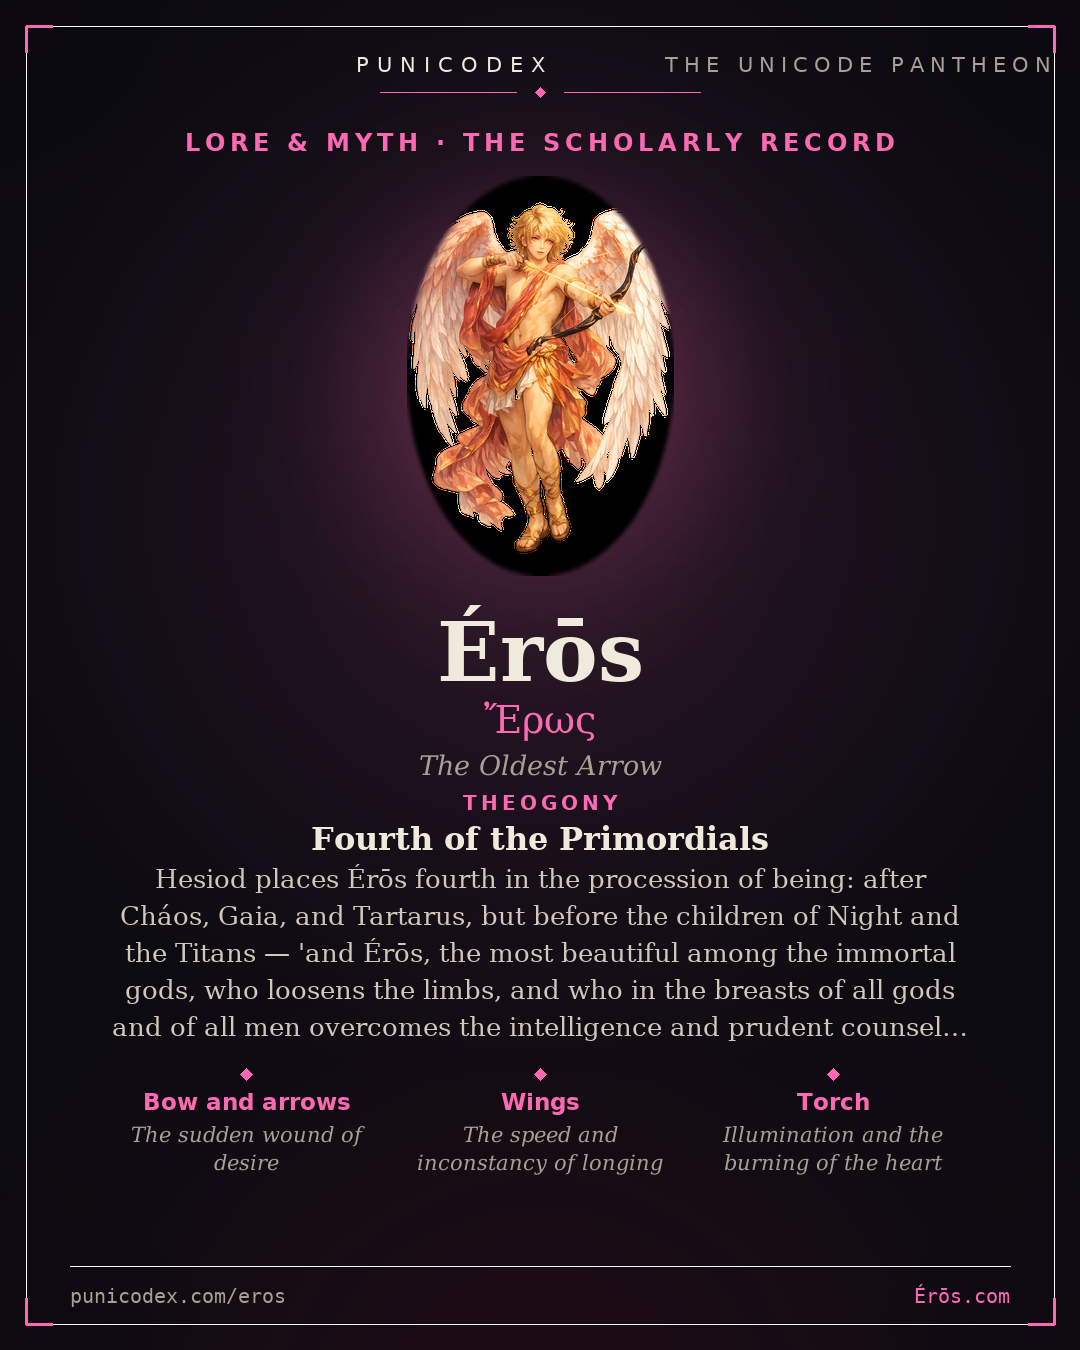 PUNICODEX
THE UNICODE PANTHEON
LORE & MYTH · THE SCHOLARLY RECORD
Érōs
Ἔρως
The Oldest Arrow
THEOGONY
Fourth of the Primordials
Hesiod places Érōs fourth in the procession of being: after
Cháos, Gaia, and Tartarus, but before the children of Night and
the Titans — 'and Érōs, the most beautiful among the immortal
gods, who loosens the limbs, and who in the breasts of all gods
and of all men overcomes the intelligence and prudent counsel…
Bow and arrows
The sudden wound of
desire
Wings
The speed and
inconstancy of longing
Torch
Illumination and the
burning of the heart
punicodex.com/eros
Érōs.com